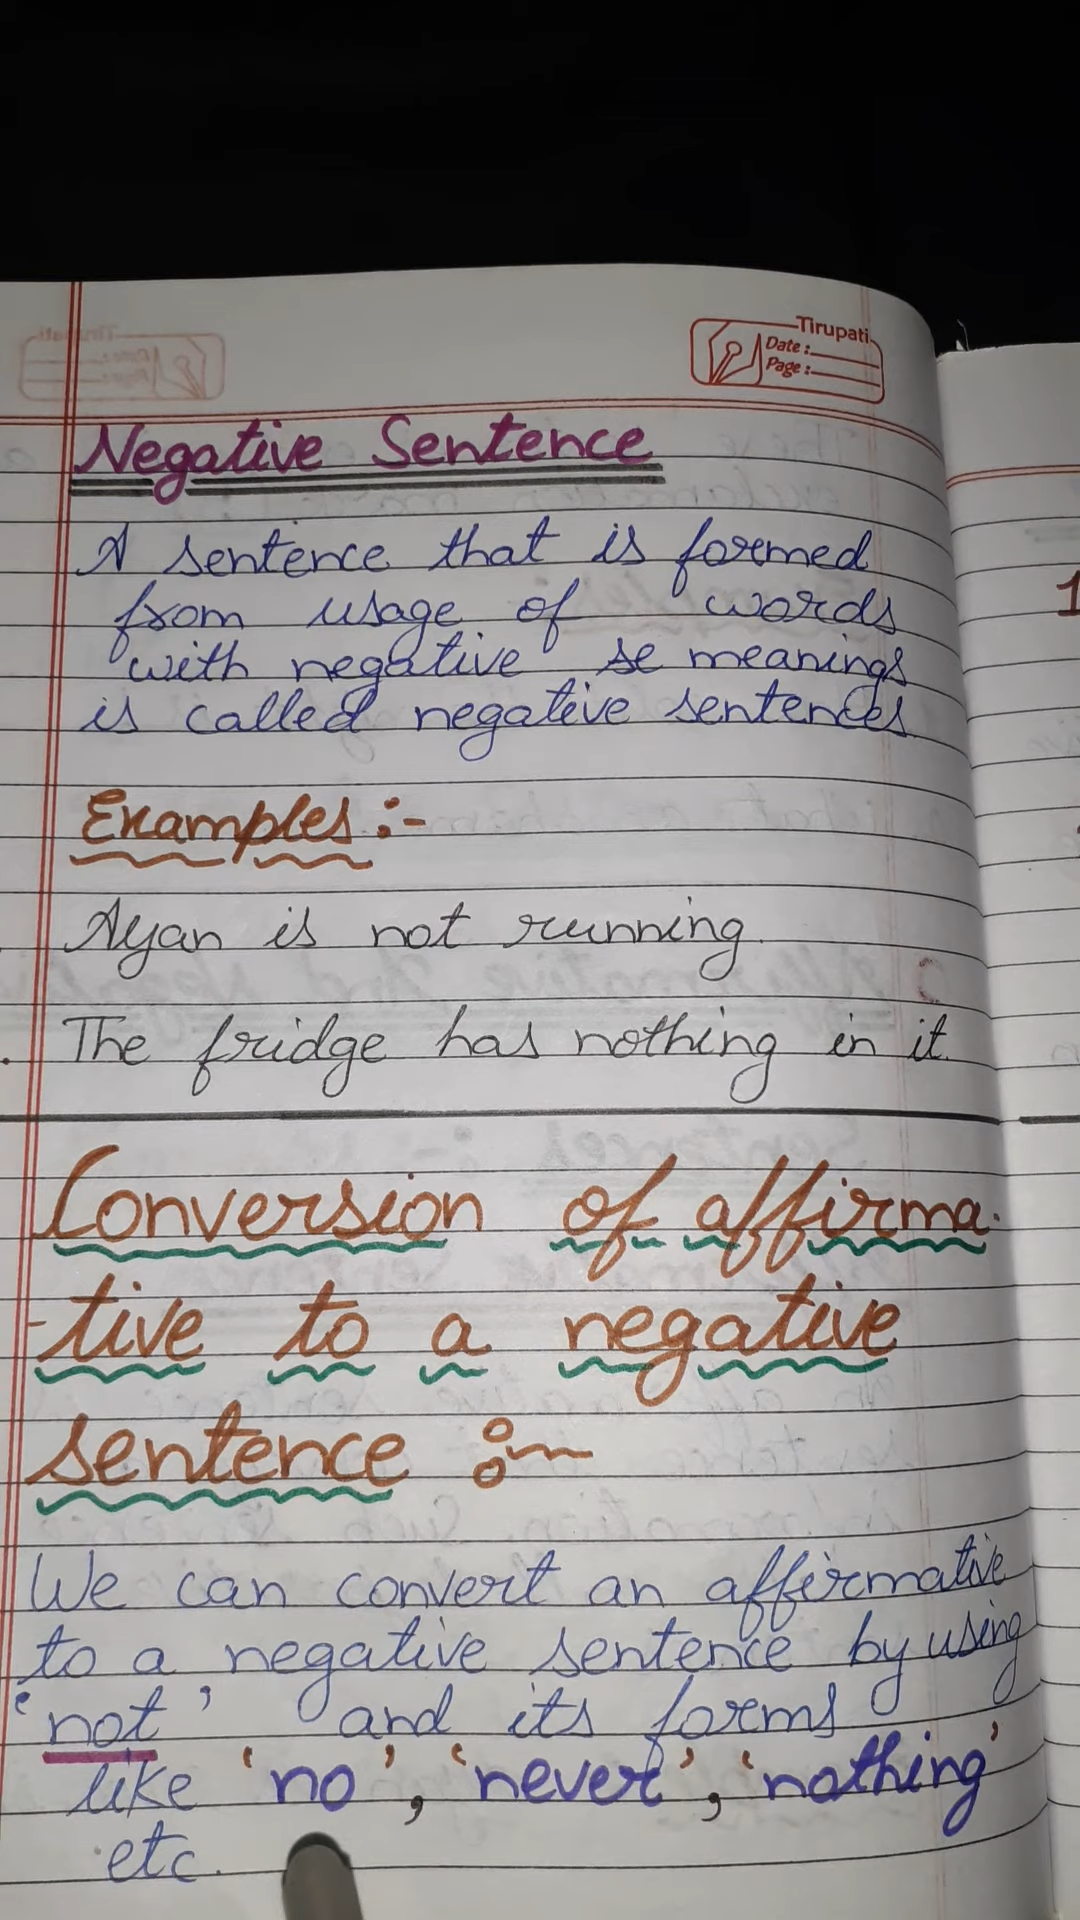 Tirupati
Date :
Page :
Negative Sentence
A sentence that is formed
from usage of words
with negative se meanings
is called negative sentences
Examples :-
Ayan is not running.
The fridge has nothing in it.
Conversion of affirma-
-tive to a negative
sentence :-
We can convert an affirmative
to a negative sentence by using
'not' and its forms
like 'no', 'never', 'nothing'
etc.
1